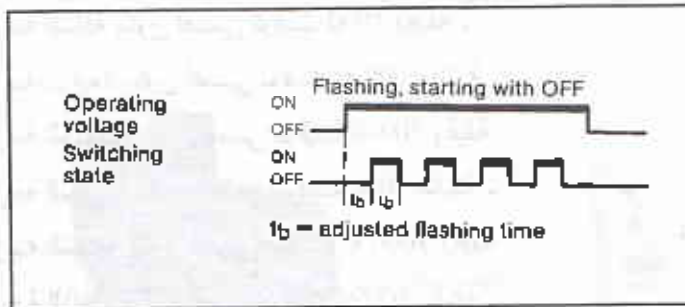 Flashing, starting with OFF
Operating voltage
ON
OFF
Switching state
ON
OFF
tb tb
tb = adjusted flashing time